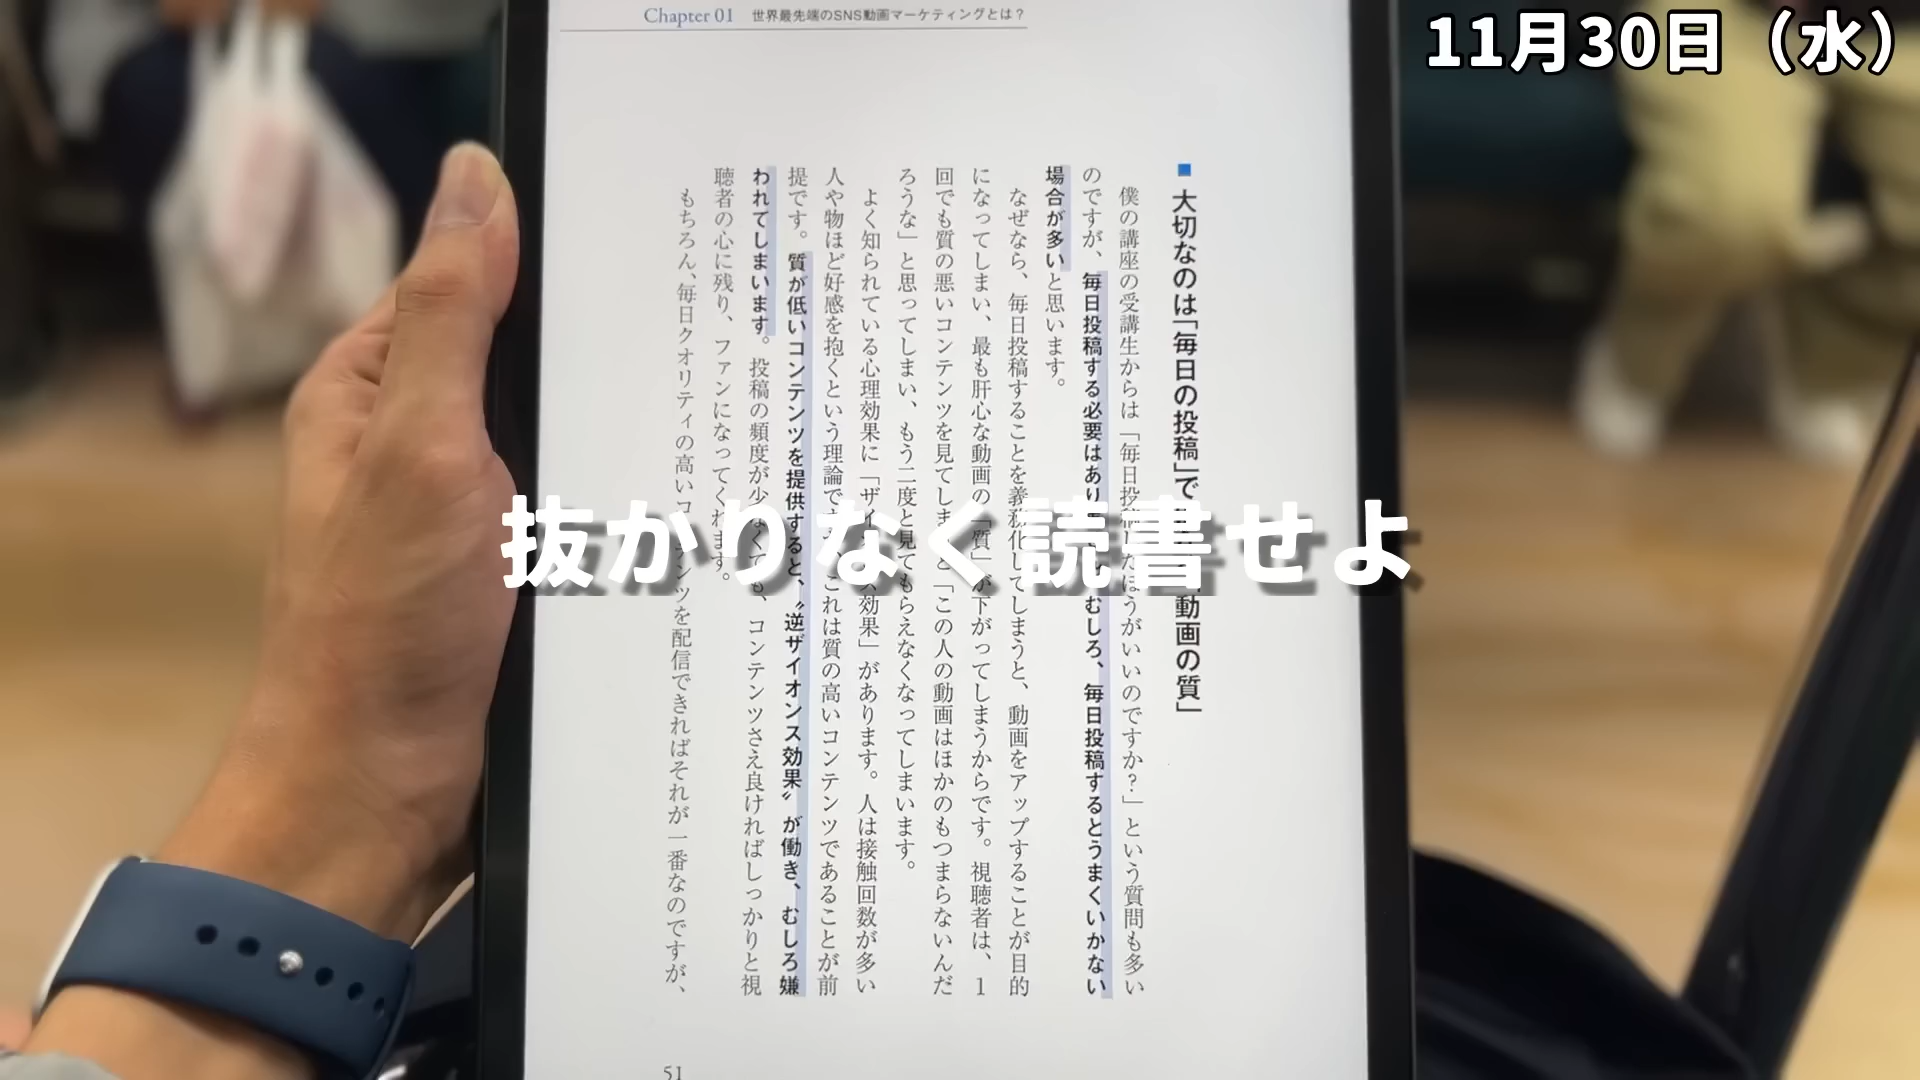 11月30日（水）
Chapter 01 世界最先端のSNS動画マーケティングとは？
抜かりなく読書せよ
■大切なのは「毎日の投稿」で 動画の質」
僕の講座の受講生からは「毎日投 たほうがいいのですか？」という質問も多い
のですが、毎日投稿する必要はあり むしろ、毎日投稿するとうまくいかない
場合が多いと思います。
なぜなら、毎日投稿することを義務化してしまうと、動画をアップすることが目的
になってしまい、最も肝心な動画の「質」が下がってしまうからです。視聴者は、1
回でも質の悪いコンテンツを見てしま と「この人の動画はほかのもつまらないんだ
ろうな」と思ってしまい、もう二度と見てもらえなくなってしまいます。
よく知られている心理効果に「ザイ ス効果」があります。人は接触回数が多い
人や物ほど好感を抱くという理論で 、これは質の高いコンテンツであることが前
提です。質が低いコンテンツを提供すると、〝逆ザイオンス効果〟が働き、むしろ嫌
われてしまいます。投稿の頻度が少なくても、コンテンツさえ良ければしっかりと視
聴者の心に残り、ファンになってくれます。
もちろん、毎日クオリティの高いコ テンツを配信できればそれが一番なのですが、
51